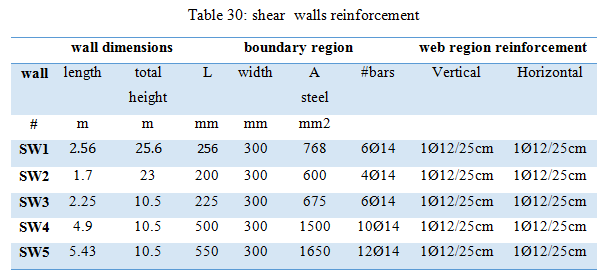 Table 30: shear walls reinforcement
wall dimensions boundary region web region reinforcement
wall length total height L width A steel #bars Vertical Horizontal
# m m mm mm mm2
SW1 2.56 25.6 256 300 768 6Ø14 1Ø12/25cm 1Ø12/25cm
SW2 1.7 23 200 300 600 4Ø14 1Ø12/25cm 1Ø12/25cm
SW3 2.25 10.5 225 300 675 6Ø14 1Ø12/25cm 1Ø12/25cm
SW4 4.9 10.5 500 300 1500 10Ø14 1Ø12/25cm 1Ø12/25cm
SW5 5.43 10.5 550 300 1650 12Ø14 1Ø12/25cm 1Ø12/25cm